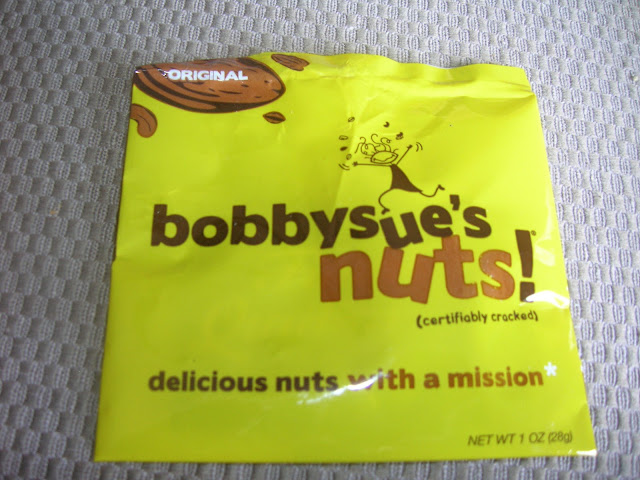 ORIGINAL
bobbysue's
nuts!
(certifiably cracked)
delicious nuts with a mission*
NET WT 1 OZ (28g)